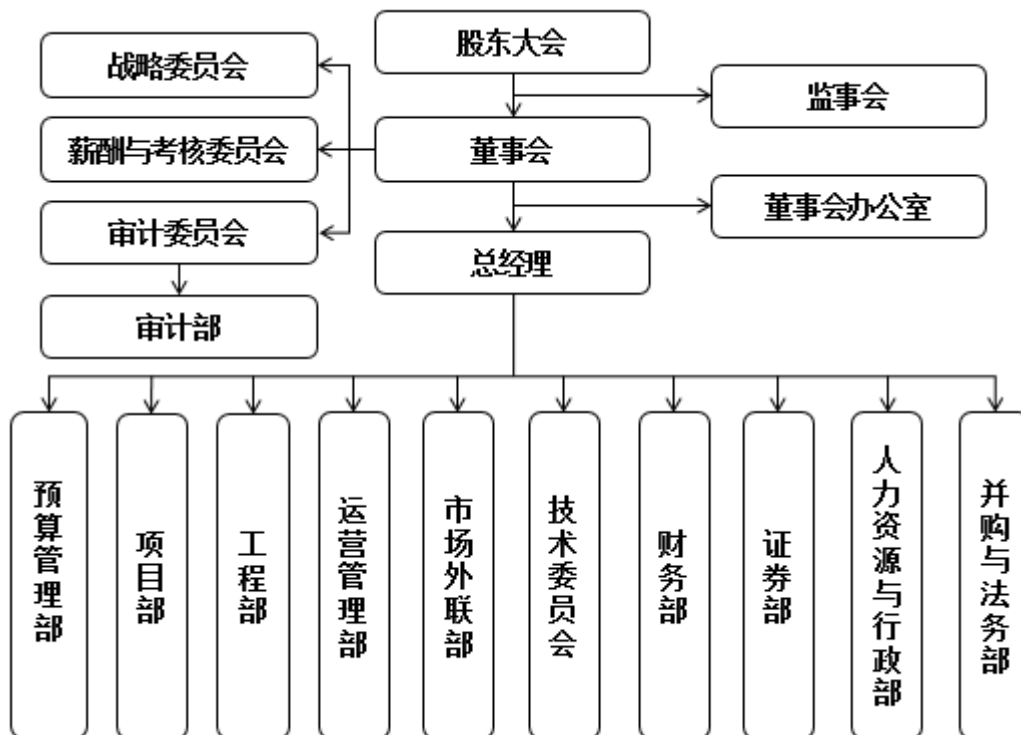 股东大会
战略委员会
监事会
薪酬与考核委员会
董事会
审计委员会
董事会办公室
总经理
审计部
预算管理部
项目部
工程部
运营管理部
市场外联部
技术委员会
财务部
证券部
人力资源与行政部
并购与法务部